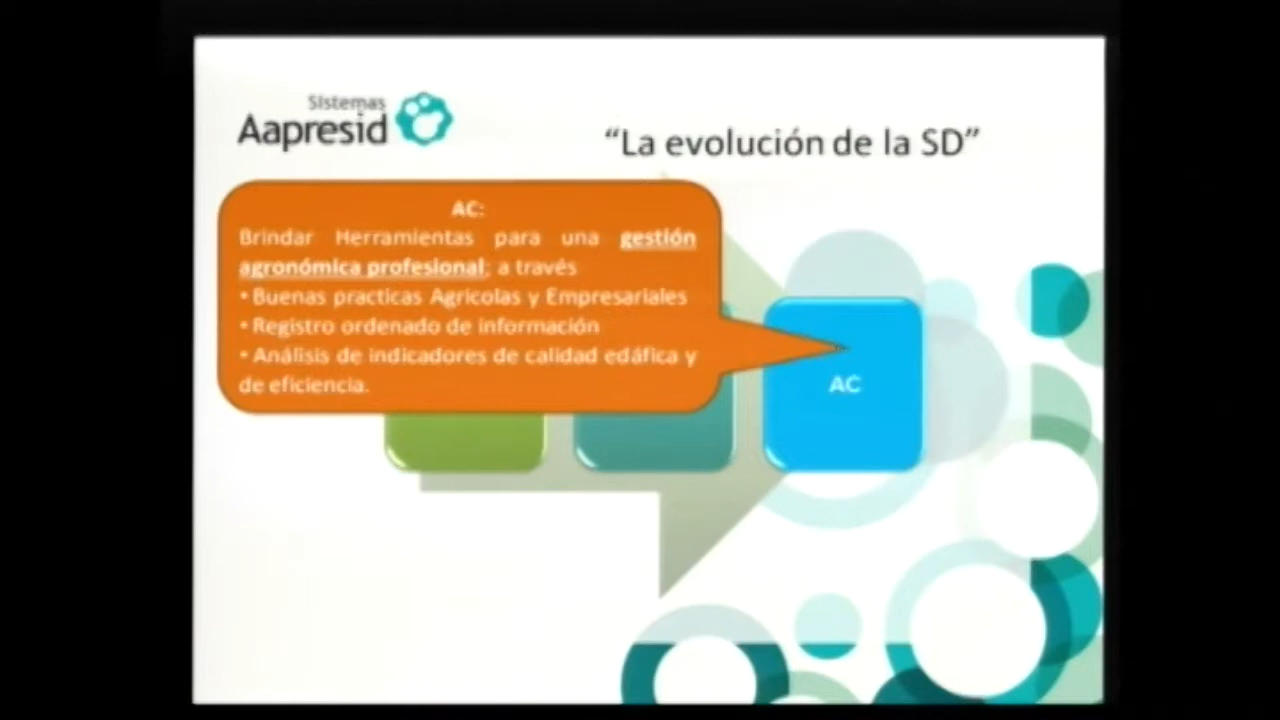 Sistemas
Aapresid
“La evolución de la SD”
AC:
Brindar Herramientas para una gestión
agronómica profesional; a través
• Buenas practicas Agricolas y Empresariales
• Registro ordenado de información
• Análisis de indicadores de calidad edáfica y
de eficiencia.
AC